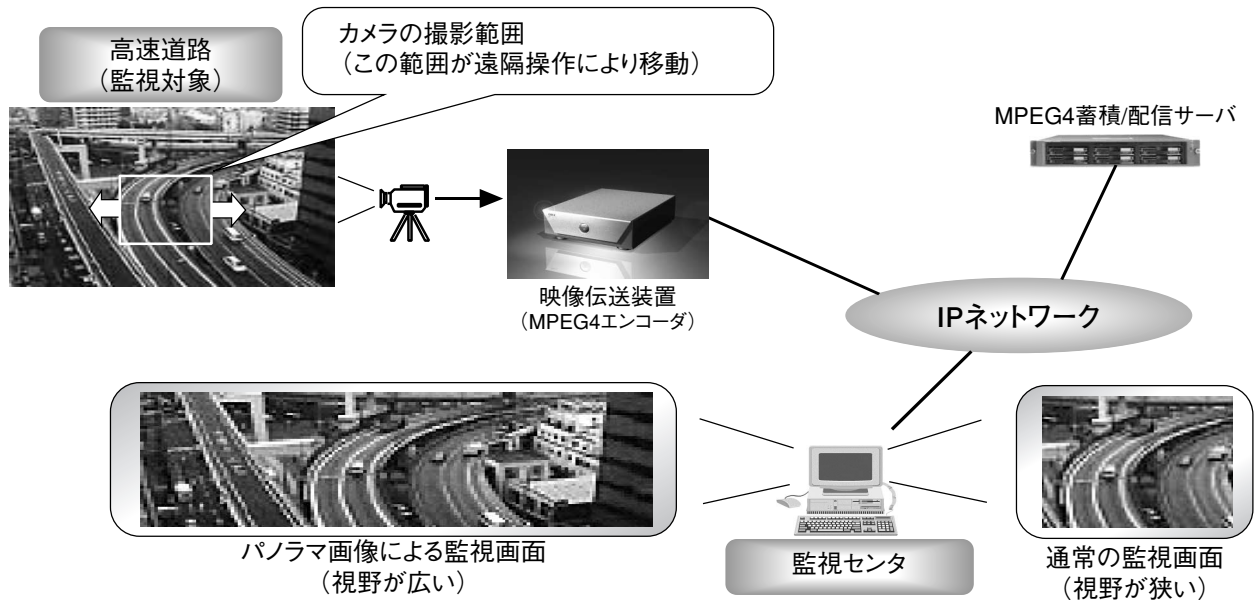 高速道路
（監視対象）
カメラの撮影範囲
（この範囲が遠隔操作により移動）
MPEG4蓄積/配信サーバ
映像伝送装置
（MPEG4エンコーダ）
IPネットワーク
パノラマ画像による監視画面
（視野が広い）
監視センタ
通常の監視画面
（視野が狭い）